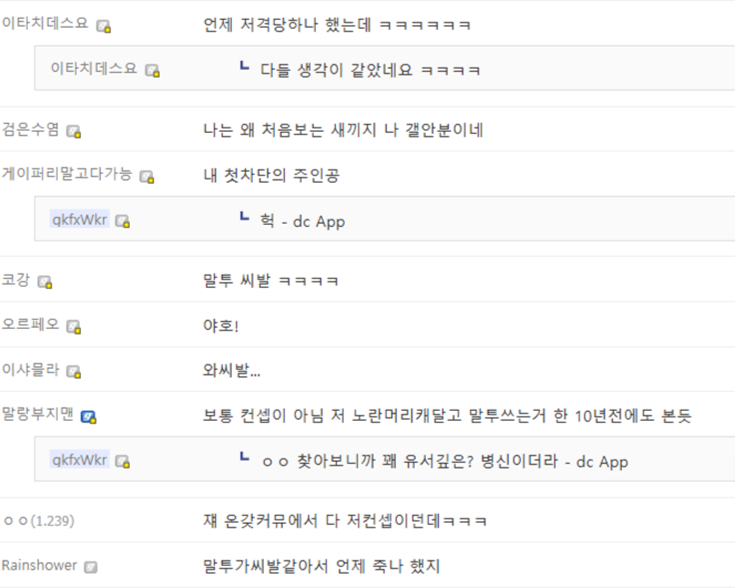 이타치데스요 언제 저격당하나 했는데 ㅋㅋㅋㅋㅋㅋ
이타치데스요 ┗ 다들 생각이 같았네요 ㅋㅋㅋㅋ
검은수염 나는 왜 처음보는 새끼지 나 갤안분이네
게이퍼리말고다가능 내 첫차단의 주인공
qkfxWkr ┗ 헉 - dc App
코강 말투 씨발 ㅋㅋㅋㅋ
오르페오 야호!
이샤믈라 와씨발...
말랑부지맨 보통 컨셉이 아님 저 노란머리캐달고 말투쓰는거 한 10년전에도 본듯
qkfxWkr ┗ ㅇㅇ 찾아보니까 꽤 유서깊은? 병신이더라 - dc App
ㅇㅇ(1.239) 쟤 온갖커뮤에서 다 저컨셉이던데ㅋㅋㅋ
Rainshower 말투가씨발같아서 언제 죽나 했지